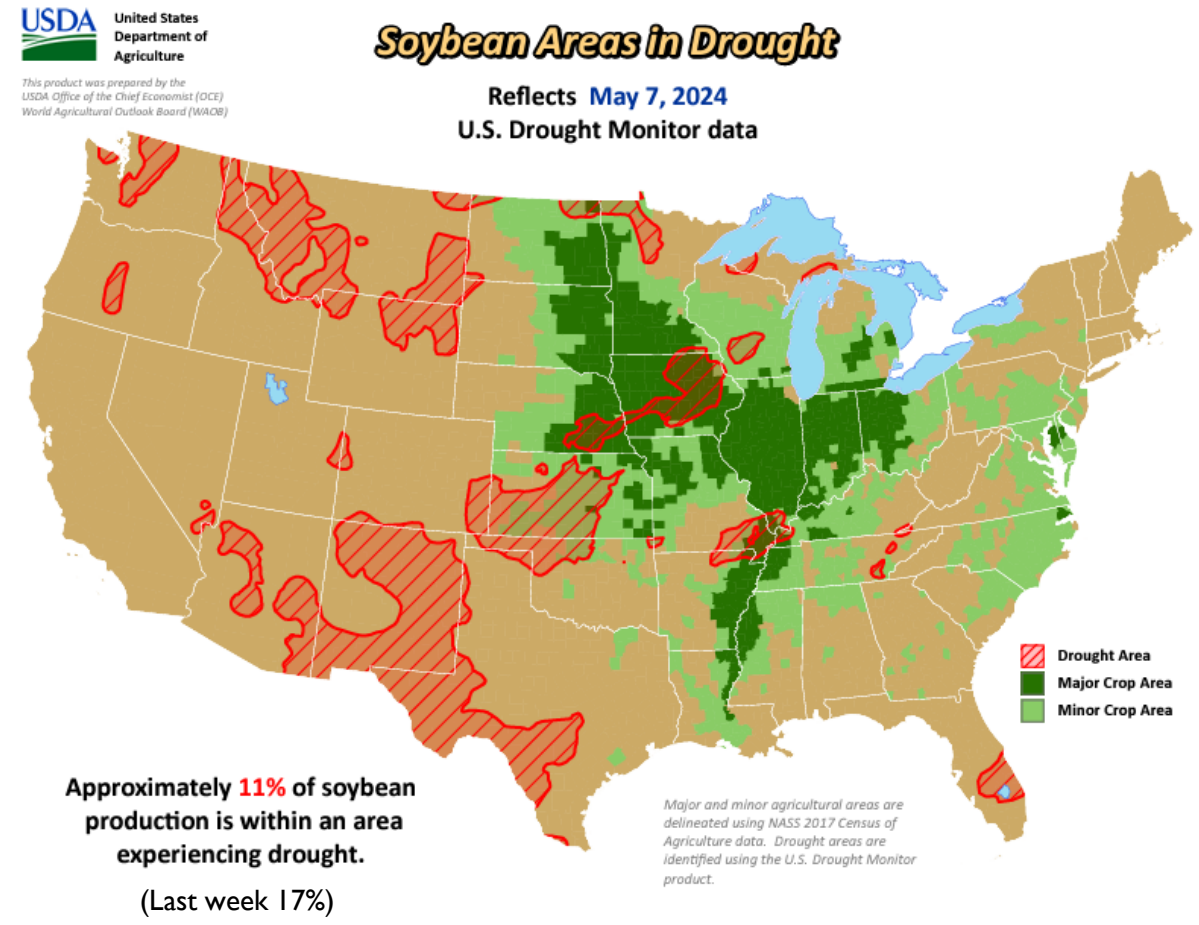 USDA
United States
Department of
Agriculture
This product was prepared by the
USDA Office of the Chief Economist (OCE)
World Agricultural Outlook Board (WAOB)
Soybean Areas in Drought
Reflects May 7, 2024
U.S. Drought Monitor data
Drought Area
Major Crop Area
Minor Crop Area
Approximately 11% of soybean
production is within an area
experiencing drought.
(Last week 17%)
Major and minor agricultural areas are
delineated using NASS 2017 Census of
Agriculture data. Drought areas are
identified using the U.S. Drought Monitor
product.